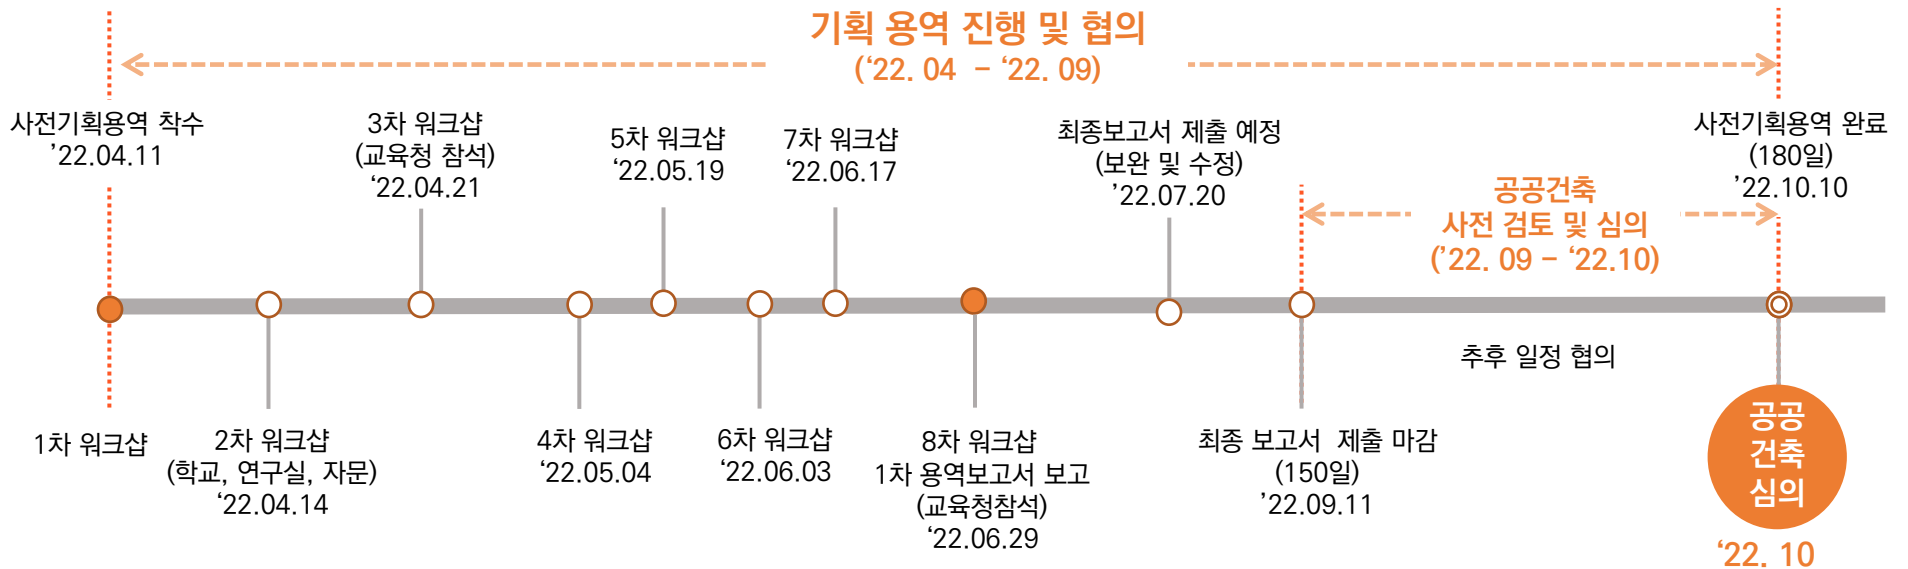 기획 용역 진행 및 협의
(‘22. 04 - ‘22. 09)
사전기획용역 착수
’22.04.11
3차 워크샵
(교육청 참석)
‘22.04.21
5차 워크샵
‘22.05.19
7차 워크샵
‘22.06.17
최종보고서 제출 예정
(보완 및 수정)
’22.07.20
사전기획용역 완료
(180일)
’22.10.10
공공건축
사전 검토 및 심의
(’22. 09 - ‘22.10)
추후 일정 협의
1차 워크샵
2차 워크샵
(학교, 연구실, 자문)
‘22.04.14
4차 워크샵
‘22.05.04
6차 워크샵
‘22.06.03
8차 워크샵
1차 용역보고서 보고
(교육청참석)
‘22.06.29
최종 보고서 제출 마감
(150일)
’22.09.11
공공
건축
심의
‘22. 10